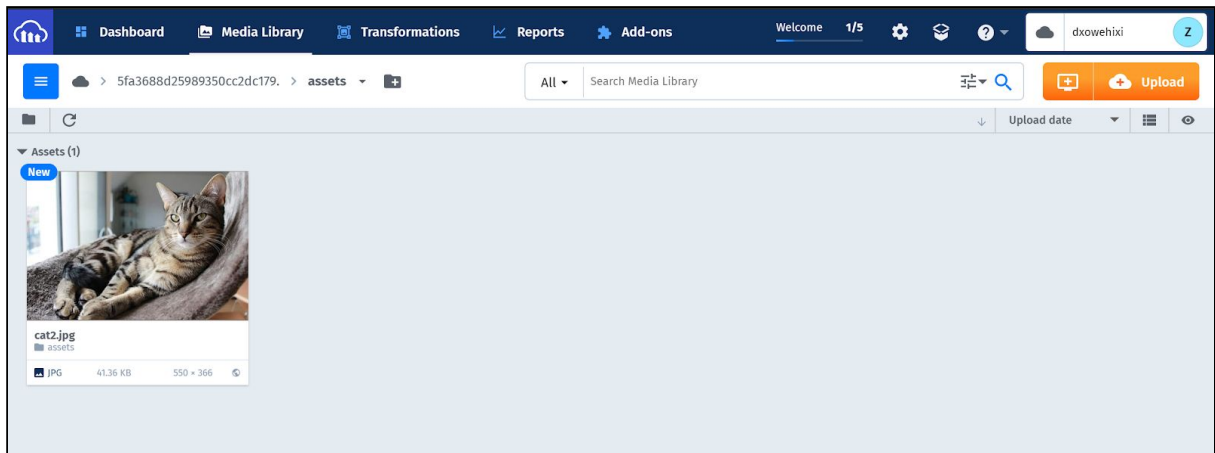 Dashboard Media Library Transformations Reports Add-ons Welcome 1/5 dxowehixi Z
> 5fa3688d25989350cc2dc179. > assets All Search Media Library Upload
Upload date
Assets (1)
New
cat2.jpg
assets
JPG 41.36 KB 550 × 366